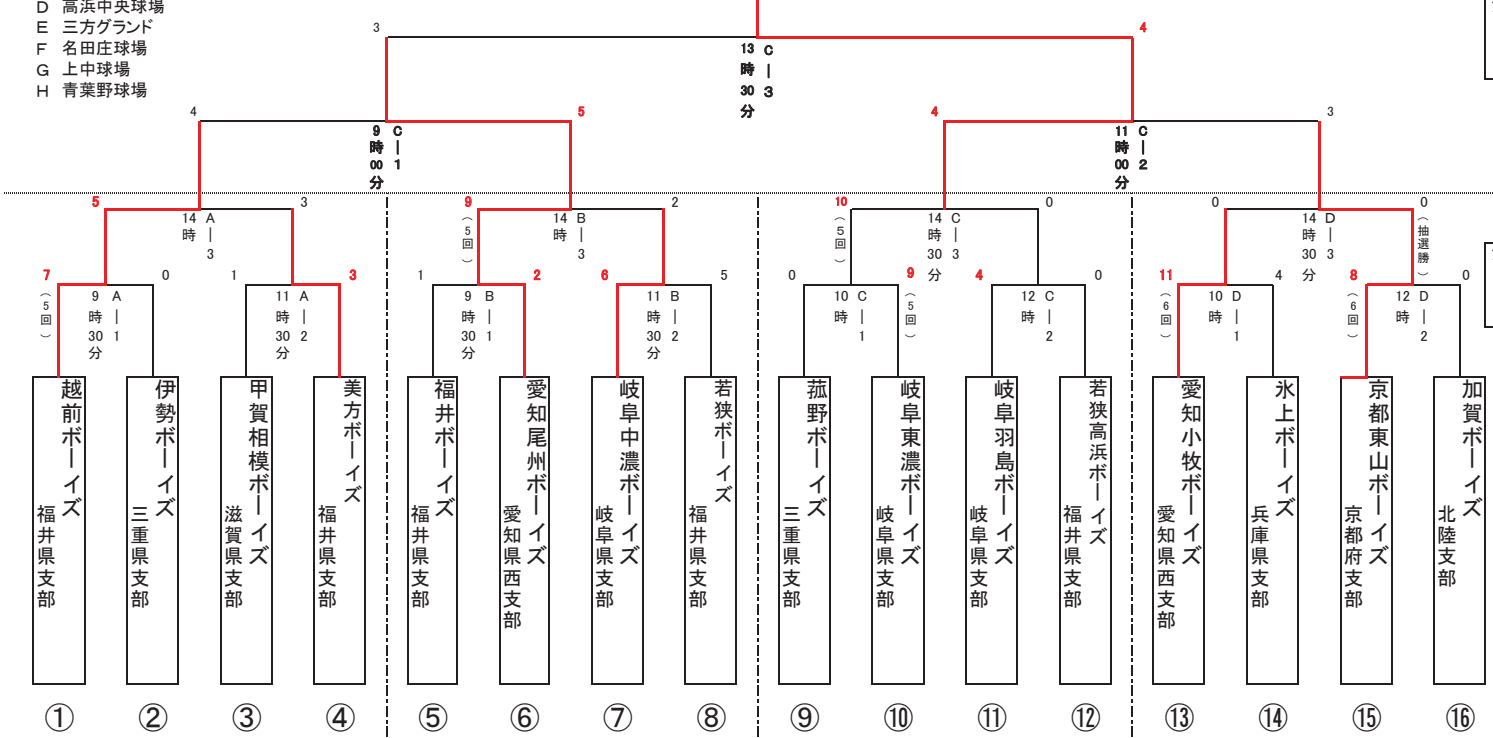 D 高浜中央球場
E 三方グランド
F 名田庄球場
G 上中球場
H 青葉野球場
3
4
13時30分
C―3
4
5
4
3
9時00分
C―1
11時00分
C―2
5
3
9
(5回)
2
10
(5回)
0
0
0
(抽選勝)
14時
A―3
14時
B―3
14時30分
C―3
14時30分
D―3
7
(5回)
0
1
3
1
2
6
5
0
9
(5回)
4
0
11
(6回)
4
8
(6回)
0
9時30分
A―1
11時30分
A―2
9時30分
B―1
11時30分
B―2
10時
C―1
12時
C―2
10時
D―1
12時
D―2
越前ボーイズ
福井県支部
伊勢ボーイズ
三重県支部
甲賀相模ボーイズ
滋賀県支部
美方ボーイズ
福井県支部
福井ボーイズ
福井県支部
愛知尾州ボーイズ
愛知県西支部
岐阜中濃ボーイズ
岐阜県支部
若狭ボーイズ
福井県支部
菰野ボーイズ
三重県支部
岐阜東濃ボーイズ
岐阜県支部
岐阜羽島ボーイズ
岐阜県支部
若狭高浜ボーイズ
福井県支部
愛知小牧ボーイズ
愛知県西支部
氷上ボーイズ
兵庫県支部
京都東山ボーイズ
京都府支部
加賀ボーイズ
北陸支部
① ② ③ ④ ⑤ ⑥ ⑦ ⑧ ⑨ ⑩ ⑪ ⑫ ⑬ ⑭ ⑮ ⑯